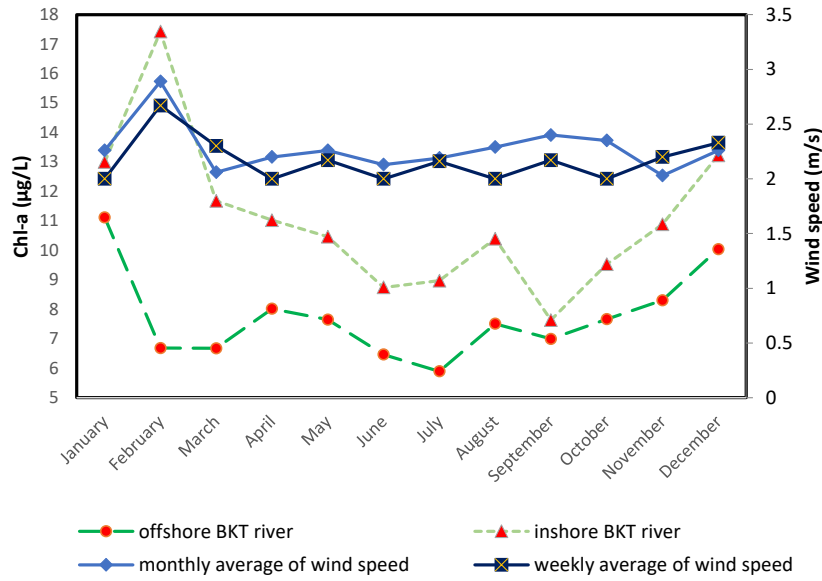 18
17
16
15
14
13
12
11
10
9
8
7
6
5
Chl-a (µg/L)
3.5
3
2.5
2
1.5
1
0.5
0
Wind speed (m/s)
January
February
March
April
May
June
July
August
September
October
November
December
offshore BKT river
inshore BKT river
monthly average of wind speed
weekly average of wind speed